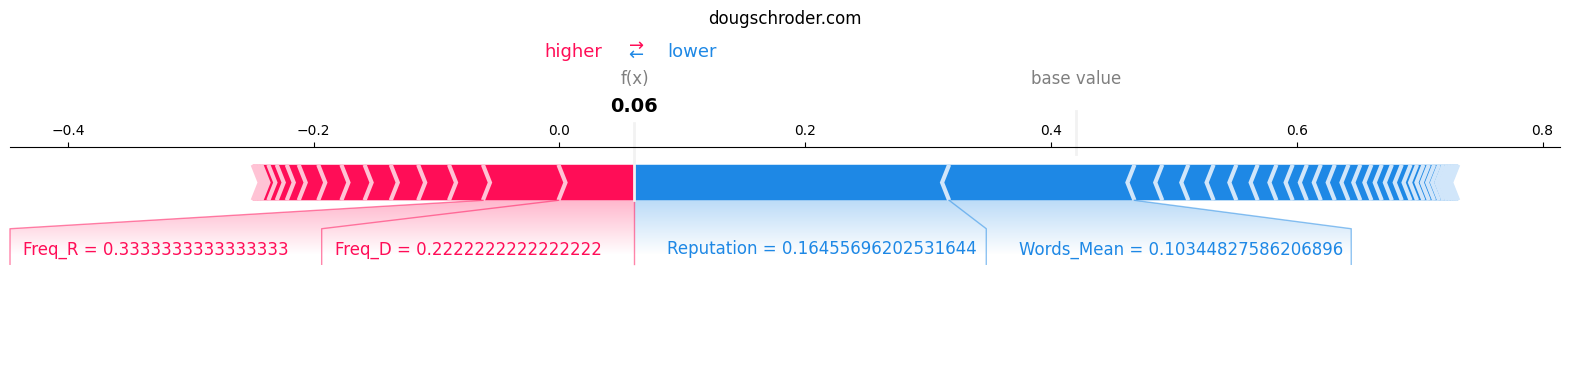 dougschroder.com
higher → ← lower
f(x) base value
0.06
−0.4 −0.2 0.0 0.2 0.4 0.6 0.8
Freq_R = 0.3333333333333333 Freq_D = 0.2222222222222222 Reputation = 0.16455696202531644 Words_Mean = 0.10344827586206896